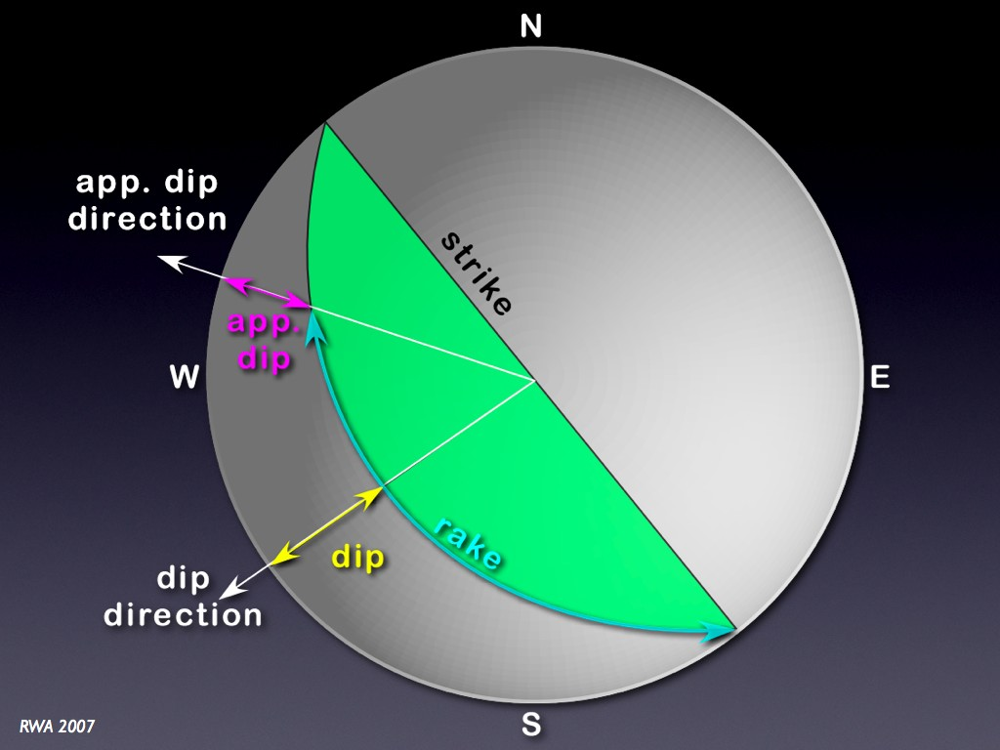 N
app. dip
direction
strike
app.
dip
W
E
rake
dip
dip
direction
S
RWA 2007